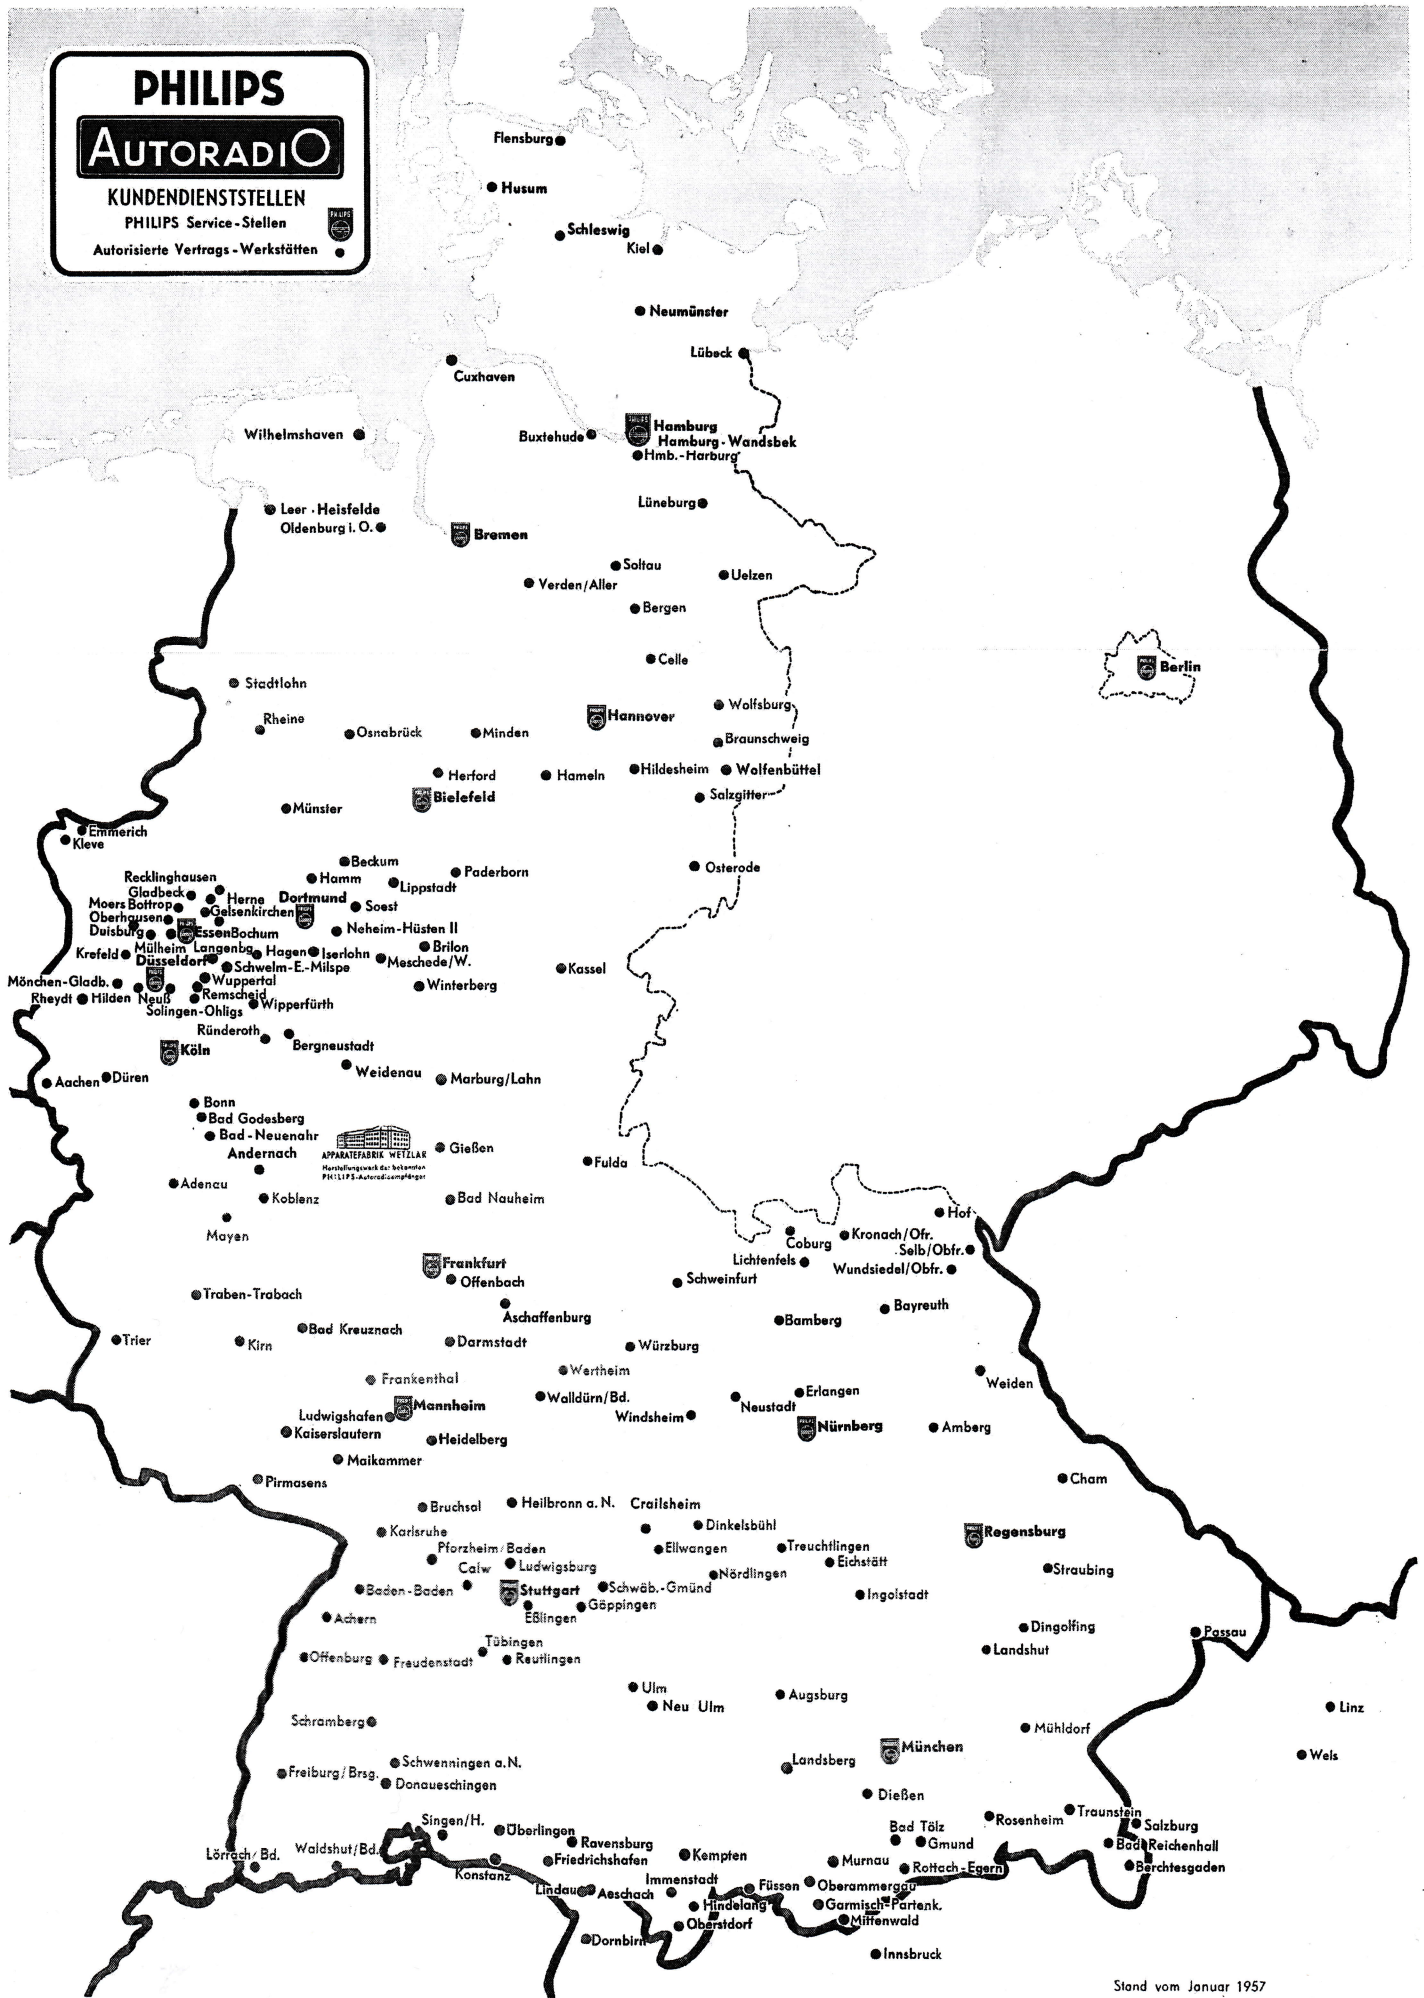 PHILIPS
AUTORADIO
KUNDENDIENSTSTELLEN
PHILIPS Service-Stellen
Autorisierte Vertrags-Werkstätten
Flensburg
Husum
Schleswig
Kiel
Neumünster
Lübeck
Cuxhaven
Wilhelmshaven
Buxtehude
Hamburg
Hamburg-Wandsbek
Hmb.-Harburg
Lüneburg
Leer-Heisfelde
Oldenburg i. O.
Bremen
Soltau
Uelzen
Verden/Aller
Bergen
Celle
Berlin
Stadtlohn
Wolfsburg
Rheine
Hannover
Osnabrück
Minden
Braunschweig
Herford
Hameln
Hildesheim
Wolfenbüttel
Bielefeld
Salzgitter
Münster
Emmerich
Kleve
Beckum
Osterode
Paderborn
Recklinghausen
Hamm
Lippstadt
Gladbeck
Herne
Dortmund
Moers Bottrop
Gelsenkirchen
Soest
Oberhausen
Duisburg
Essen Bochum
Neheim-Hüsten II
Mülheim
Langenbg.
Brilon
Krefeld
Hagen
Iserlohn
Düsseldorf
Schwelm-E.-Milspe
Meschede/W.
Kassel
Mönchen-Gladb.
Wuppertal
Winterberg
Rheydt
Hilden
Neuß
Remscheid
Wipperfürth
Solingen-Ohligs
Ründeroth
Bergneustadt
Köln
Weidenau
Aachen
Düren
Marburg/Lahn
Bonn
Bad Godesberg
Bad-Neuenahr
Andernach
APPARATEFABRIK WETZLAR
Herstellungswerk der bekannten
PHILIPS-Autoradioempfänger
Gießen
Fulda
Adenau
Koblenz
Bad Nauheim
Mayen
Hof
Coburg
Kronach/Ofr.
Selb/Obfr.
Lichtenfels
Wundsiedel/Obfr.
Frankfurt
Offenbach
Schweinfurt
Traben-Trabach
Aschaffenburg
Bamberg
Bayreuth
Trier
Kirn
Bad Kreuznach
Darmstadt
Würzburg
Wertheim
Frankenthal
Weiden
Mannheim
Walldürn/Bd.
Erlangen
Neustadt
Ludwigshafen
Windsheim
Nürnberg
Amberg
Kaiserslautern
Heidelberg
Maikammer
Pirmasens
Cham
Bruchsal
Heilbronn a. N.
Crailsheim
Karlsruhe
Dinkelsbühl
Regensburg
Pforzheim/Baden
Ellwangen
Treuchtlingen
Calw
Ludwigsburg
Eichstätt
Straubing
Nördlingen
Baden-Baden
Stuttgart
Schwäb.-Gmünd
Ingolstadt
Eßlingen
Göppingen
Achern
Dingolfing
Passau
Tübingen
Landshut
Offenburg
Freudenstadt
Reutlingen
Ulm
Augsburg
Neu Ulm
Linz
Schramberg
Mühldorf
München
Wels
Schwenningen a. N.
Landsberg
Freiburg/Brsg.
Donaueschingen
Dießen
Traunstein
Singen/H.
Überlingen
Rosenheim
Salzburg
Bad Tölz
Ravensburg
Gmund
Bad Reichenhall
Lörrach/Bd.
Waldshut/Bd.
Kempten
Friedrichshafen
Murnau
Rottach-Egern
Berchtesgaden
Konstanz
Immenstadt
Füssen
Oberammergau
Lindau
Aeschach
Hindelang
Garmisch-Partenk.
Oberstdorf
Mittenwald
Dornbirn
Innsbruck
Stand vom Januar 1957